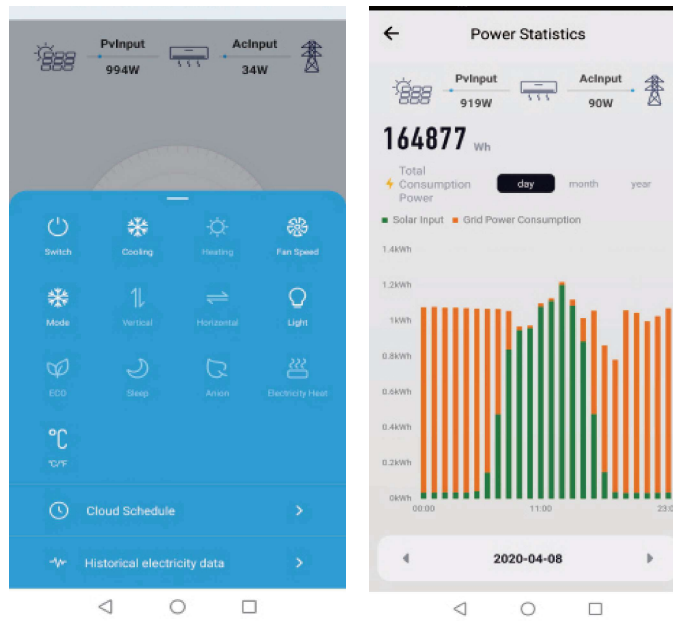 PvInput
AcInput
994W
34W
Switch
Cooling
Heating
Fan Speed
Mode
Vertical
Horizontal
Light
ECO
Sleep
Anion
Electricity Heat
°C
°C/°F
Cloud Schedule
Historical electricity data
Power Statistics
PvInput
AcInput
919W
90W
164877 Wh
Total
Consumption
Power
day
month
year
Solar Input
Grid Power Consumption
1.4kWh
1.2kWh
1kWh
0.8kWh
0.6kWh
0.4kWh
0.2kWh
0kWh
00:00
11:00
23:0
2020-04-08